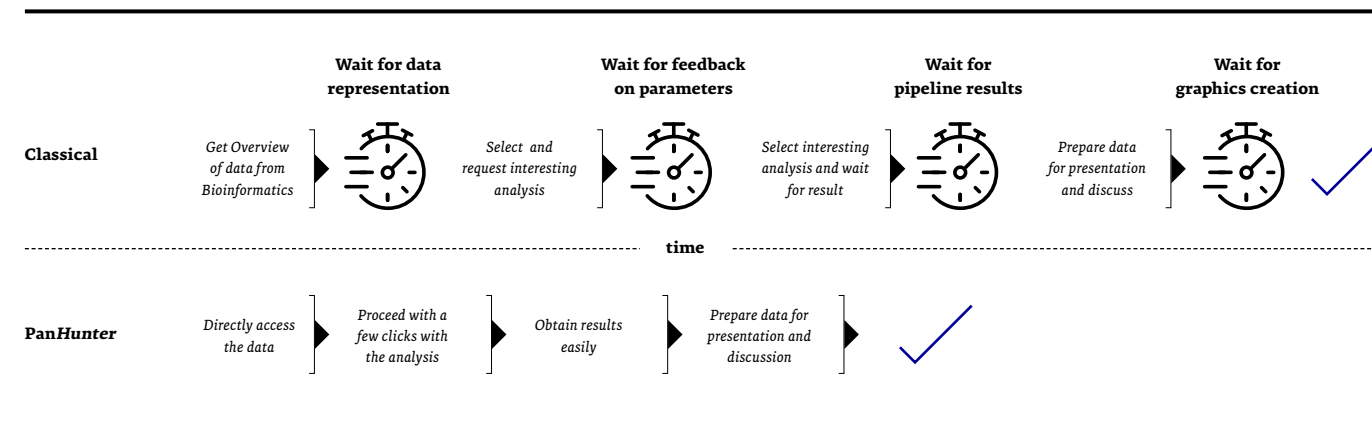 Wait for data
representation
Wait for feedback
on parameters
Wait for
pipeline results
Wait for
graphics creation
Classical
Get Overview
of data from
Bioinformatics
Select and
request interesting
analysis
Select interesting
analysis and wait
for result
Prepare data
for presentation
and discuss
time
PanHunter
Directly access
the data
Proceed with a
few clicks with
the analysis
Obtain results
easily
Prepare data for
presentation and
discussion